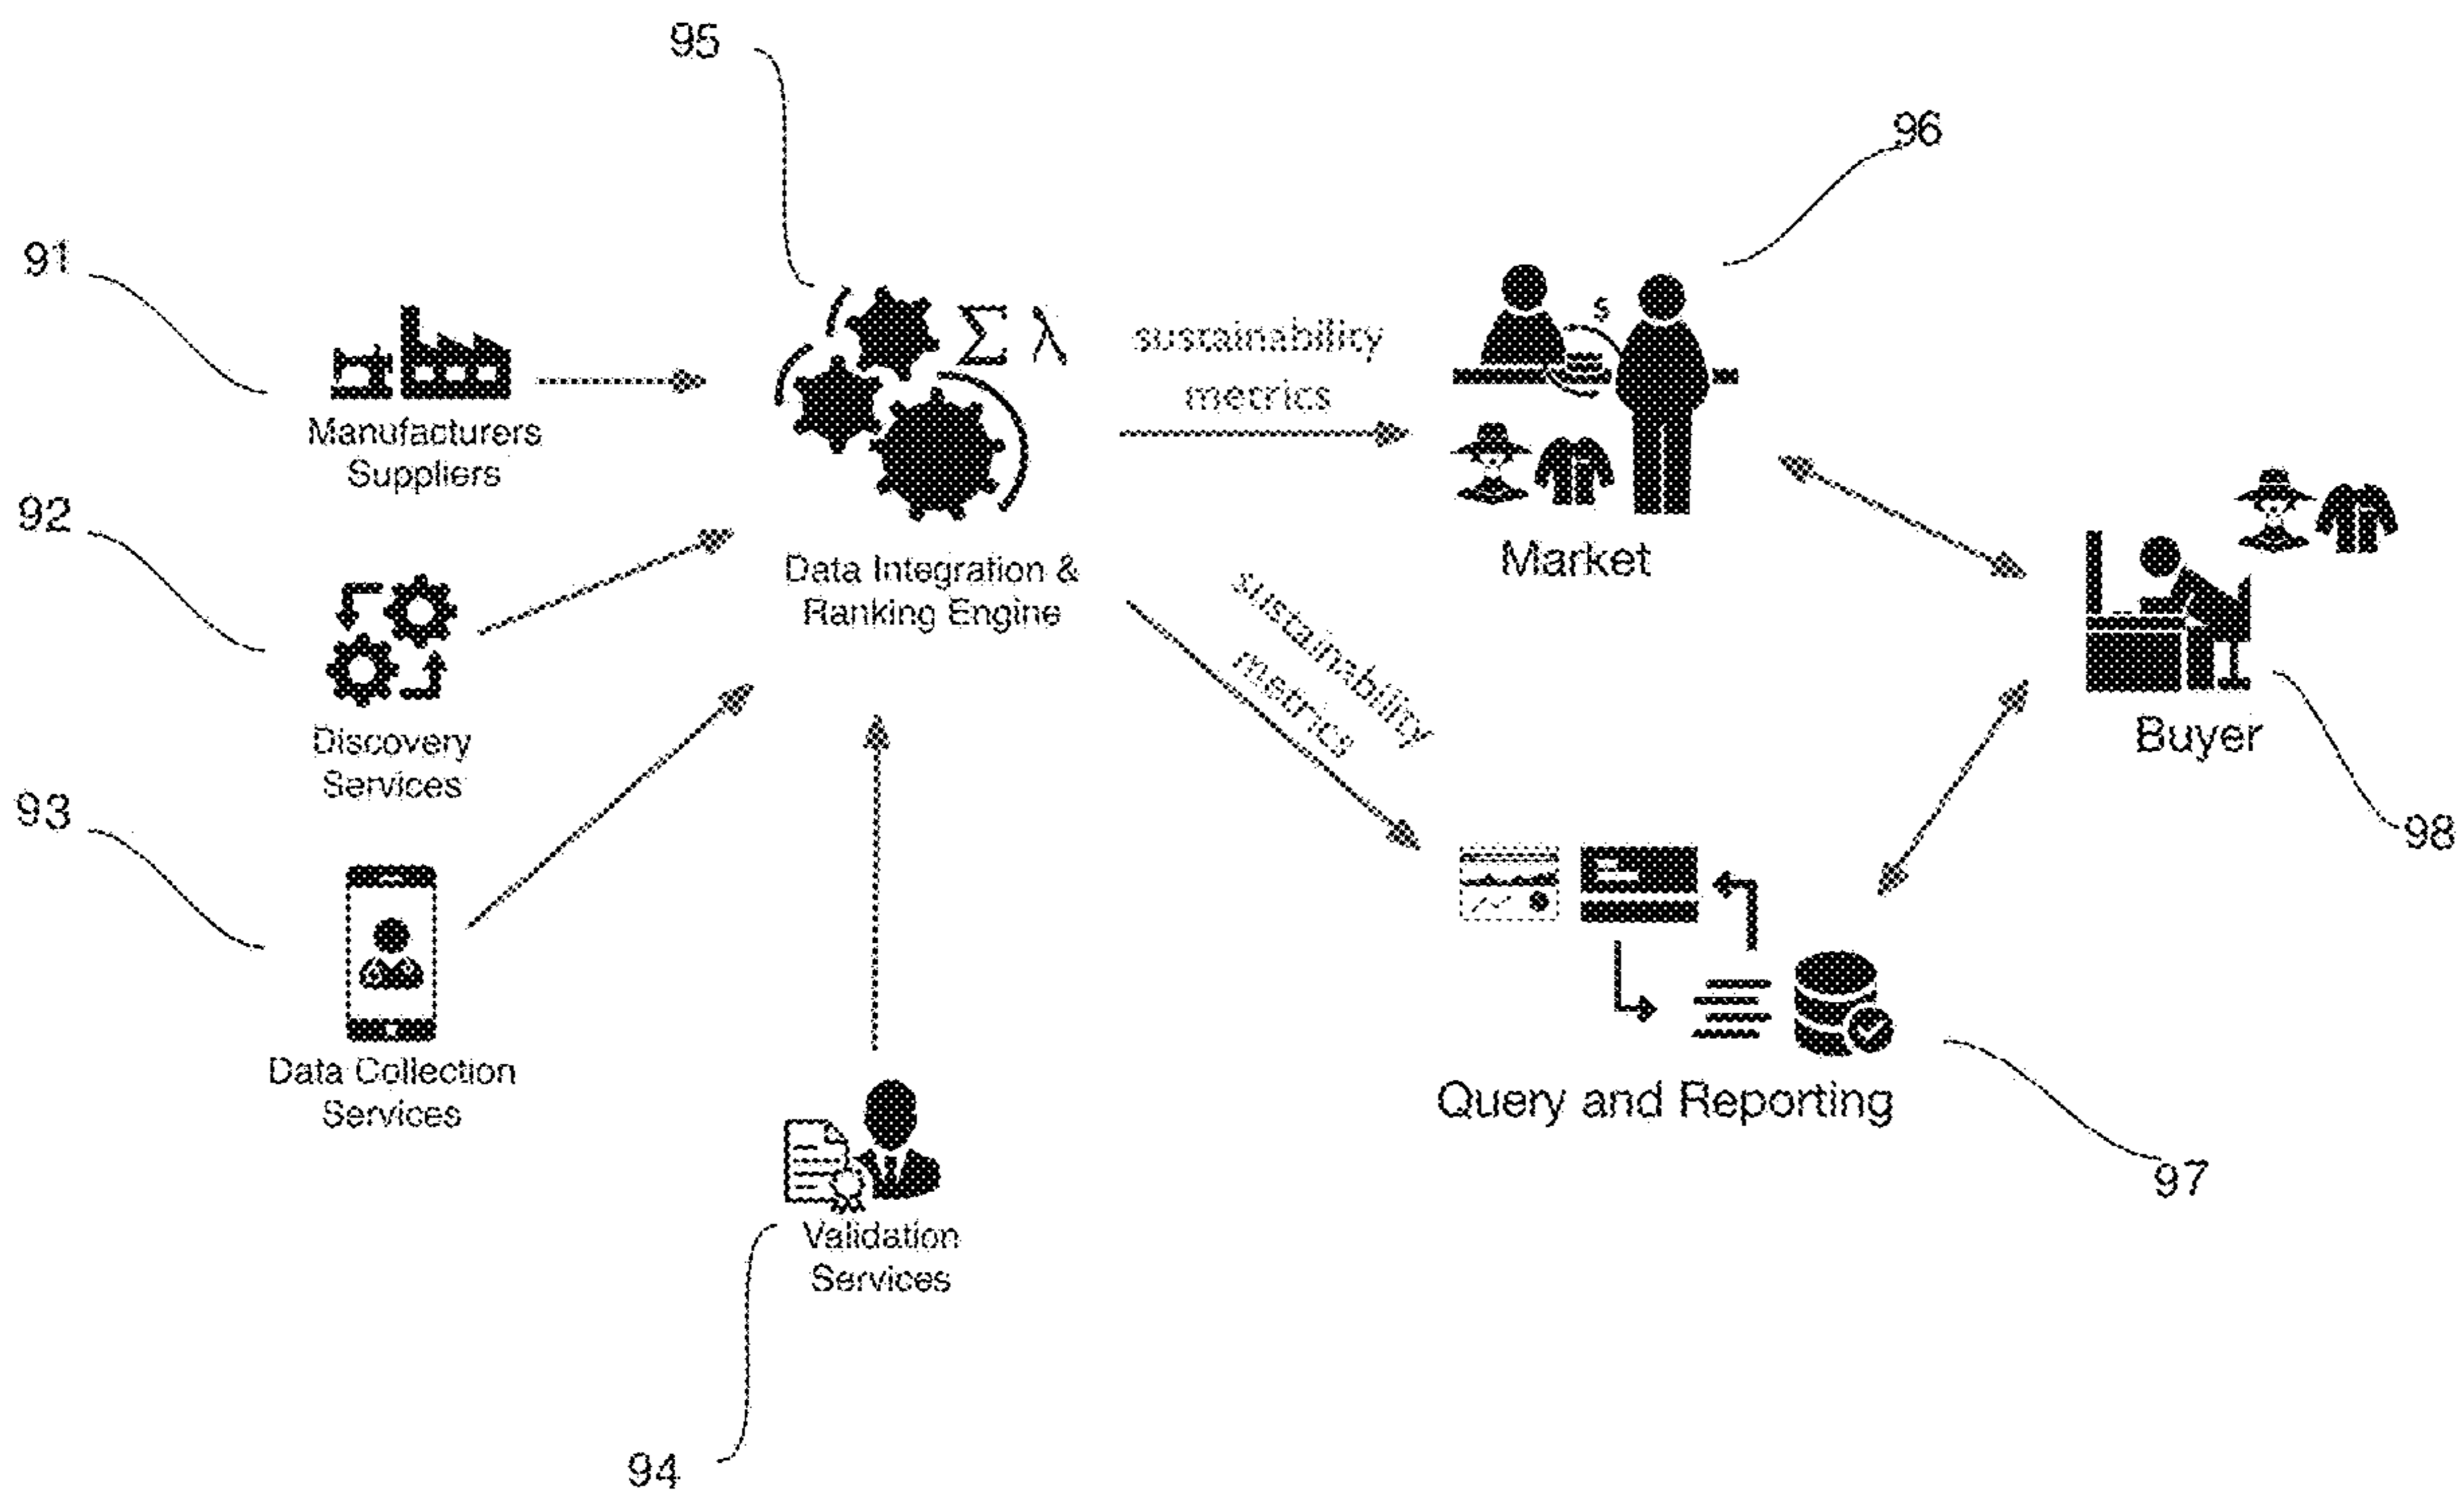 95
96
91
Σ λ
sustainability
metrics
$
Manufacturers
Suppliers
92
Data Integration &
Ranking Engine
Market
sustainability
metrics
Discovery
Services
Buyer
93
98
Data Collection
Services
Query and Reporting
97
Validation
Services
94